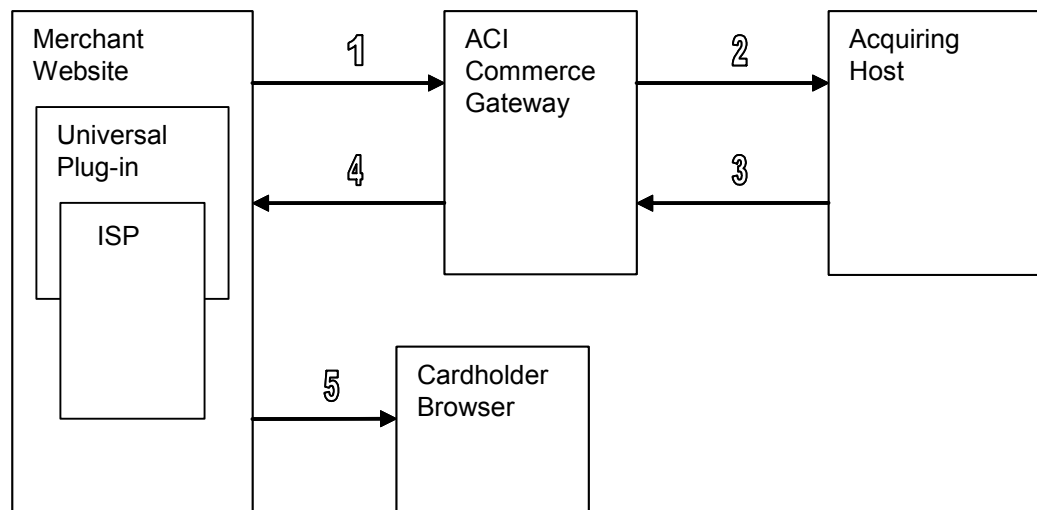 Merchant
Website
Universal
Plug-in
ISP
1
ACI
Commerce
Gateway
2
Acquiring
Host
4
3
5
Cardholder
Browser